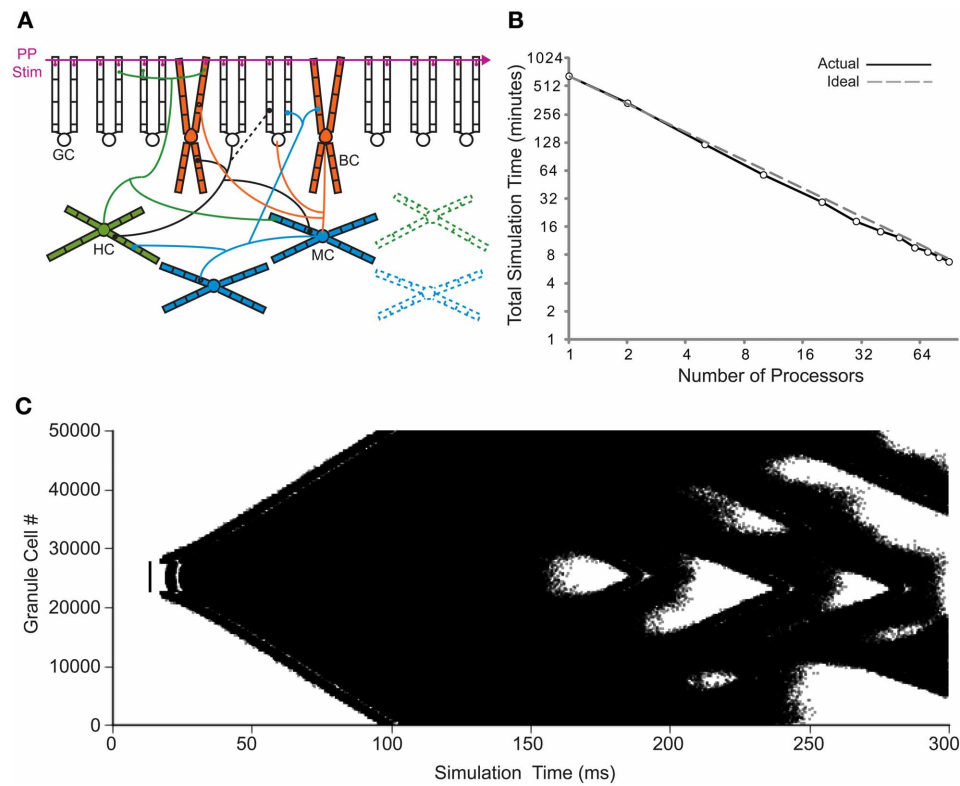 A
PP
Stim
GC
BC
HC
MC
B
Total Simulation Time (minutes)
1024
512
256
128
64
32
16
8
4
2
1
Actual
Ideal
1 2 4 8 16 32 64
Number of Processors
C
Granule Cell #
50000
40000
30000
20000
10000
0
0 50 100 150 200 250 300
Simulation Time (ms)